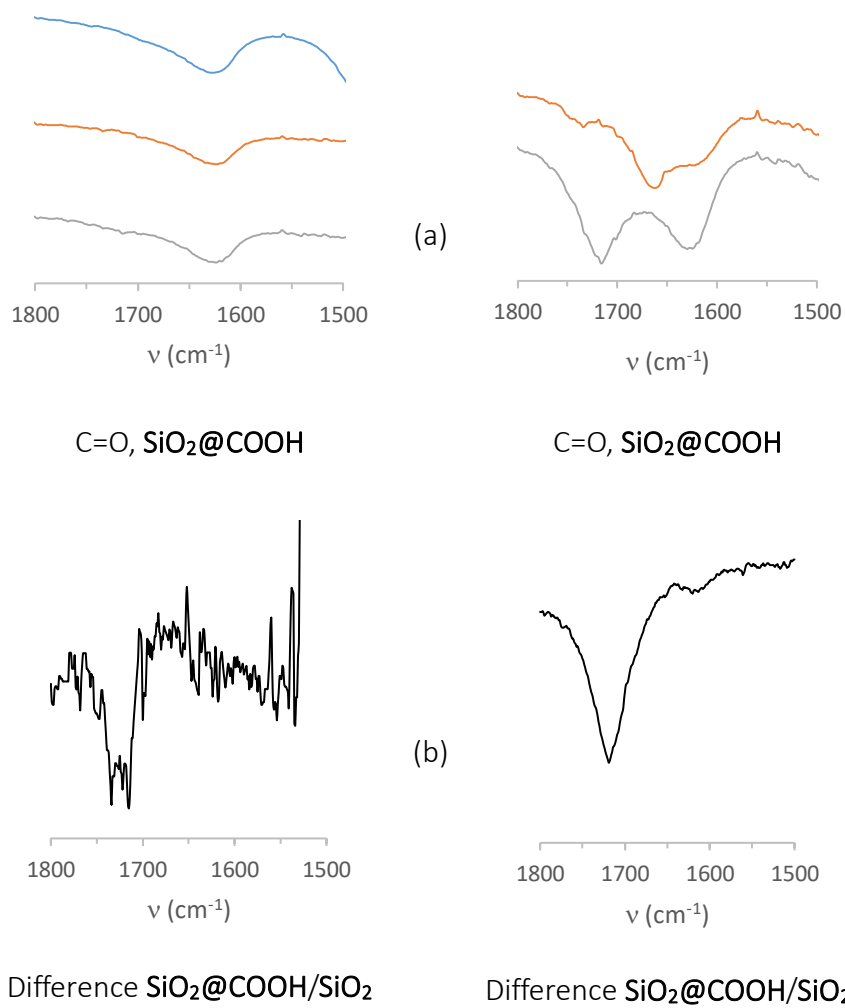 (a)
1800 1700 1600 1500
1800 1700 1600 1500
ν (cm⁻¹)
ν (cm⁻¹)
C=O, SiO₂@COOH
C=O, SiO₂@COOH
(b)
1800 1700 1600 1500
1800 1700 1600 1500
ν (cm⁻¹)
ν (cm⁻¹)
Difference SiO₂@COOH/SiO₂
Difference SiO₂@COOH/SiO₂